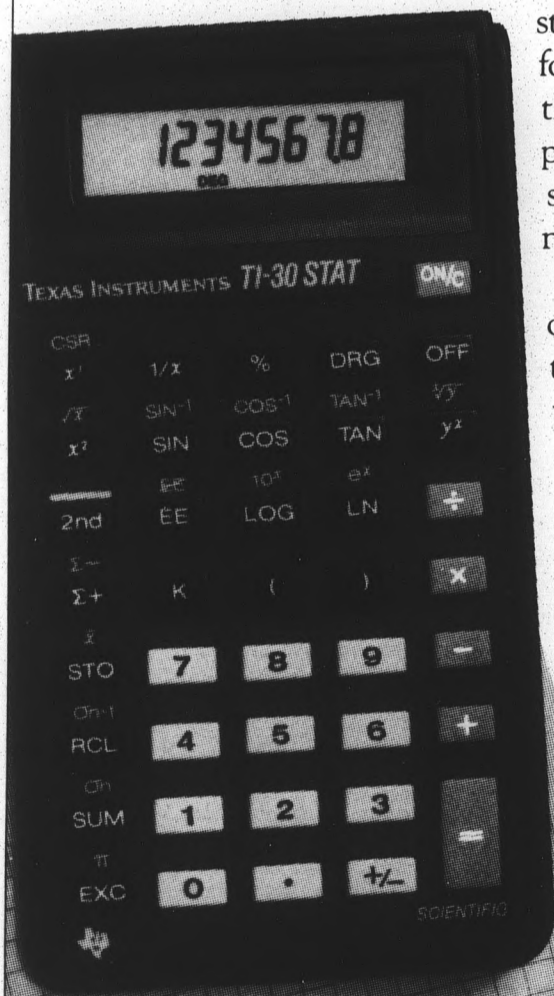 1234567.8
DEG
TEXAS INSTRUMENTS TI-30 STAT ON/C
CSR
1/x % DRG OFF
√x SIN⁻¹ COS⁻¹ TAN⁻¹ ˣ√y
x² SIN COS TAN yˣ
10ˣ eˣ
2nd EE LOG LN ÷
Σ−
Σ+ K ( ) ×
STO 7 8 9 −
σn-1
RCL 4 5 6 +
σn
SUM 1 2 3 =
π
EXC 0 . +/−
SCIENTIFIC